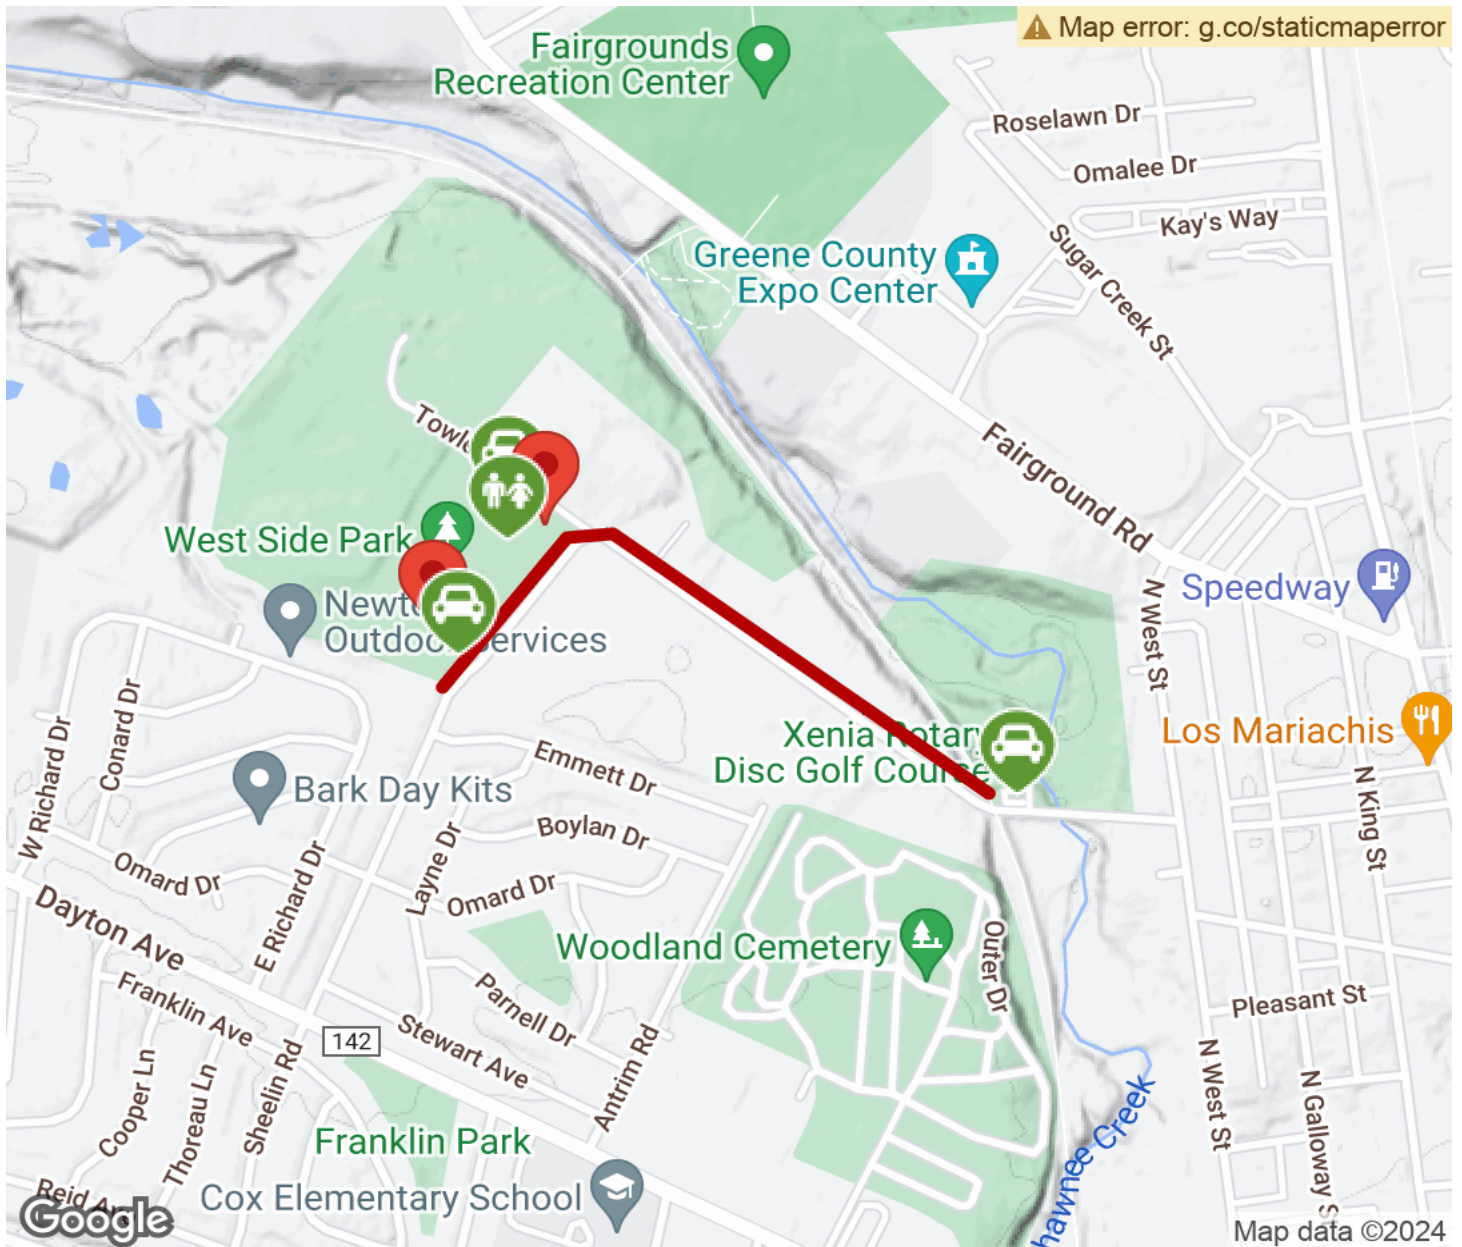 Map error: g.co/staticmaperror
Fairgrounds
Recreation Center
Roselawn Dr
Omalee Dr
Kay's Way
Greene County
Expo Center
Sugar Creek St
Fairground Rd
West Side Park
Outdoor Services
Speedway
N West St
Los Mariachis
Xenia Rotary
Disc Golf Course
W Richard Dr
Conard Dr
Emmett Dr
Bark Day Kits
Boylan Dr
N King St
Omard Dr
Layne Dr
Omard Dr
E Richard Dr
Dayton Ave
Woodland Cemetery
Outer Dr
Franklin Ave
Parnell Dr
Pleasant St
142
Stewart Ave
Antrim Rd
Cooper Ln
Thoreau Ln
Sheelin Rd
N West St
N Galloway S
Franklin Park
hawnee Creek
Cox Elementary School
Google
Map data ©2024